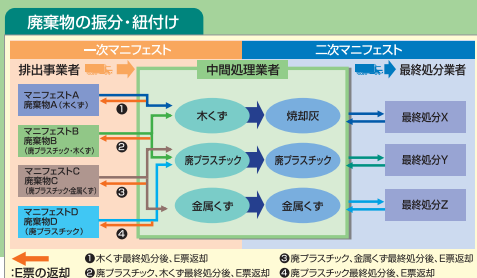 廃棄物の振分・紐付け
一次マニフェスト
二次マニフェスト
排出事業者
中間処理業者
最終処分業者
マニフェストA
廃棄物A(木くず)
❶
マニフェストB
廃棄物B
(廃プラスチック・木くず)
❷
マニフェストC
廃棄物C
(廃プラスチック・金属くず)
❸
マニフェストD
廃棄物D
(廃プラスチック)
❹
木くず
焼却灰
廃プラスチック
廃プラスチック
金属くず
金属くず
最終処分X
最終処分Y
最終処分Z
:E票の返却
❶木くず最終処分後、E票返却
❷廃プラスチック、木くず最終処分後、E票返却
❸廃プラスチック、金属くず最終処分後、E票返却
❹廃プラスチック最終処分後、E票返却